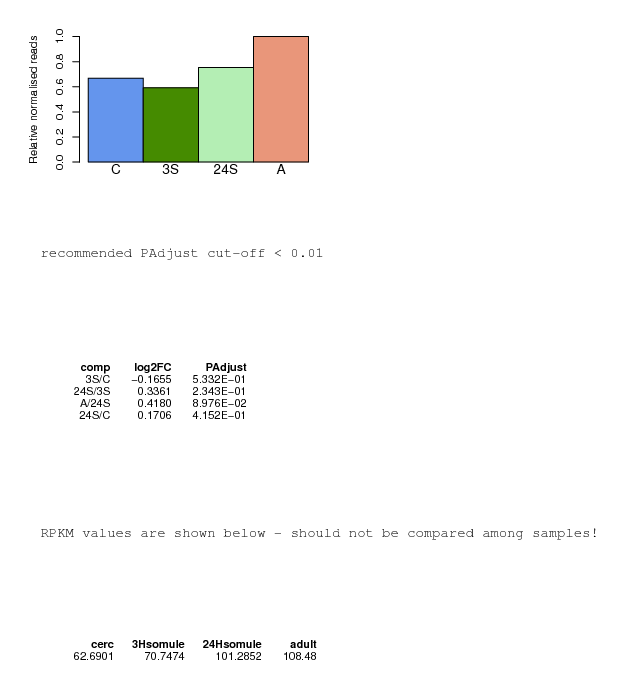 Relative normalised reads
1.0
0.8
0.6
0.4
0.2
0.0
C 3S 24S A
recommended PAdjust cut-off < 0.01
comp log2FC PAdjust
3S/C −0.1655 5.332E−01
24S/3S 0.3361 2.343E−01
A/24S 0.4180 8.976E−02
24S/C 0.1706 4.152E−01
RPKM values are shown below - should not be compared among samples!
cerc 3Hsomule 24Hsomule adult
62.6901 70.7474 101.2852 108.48